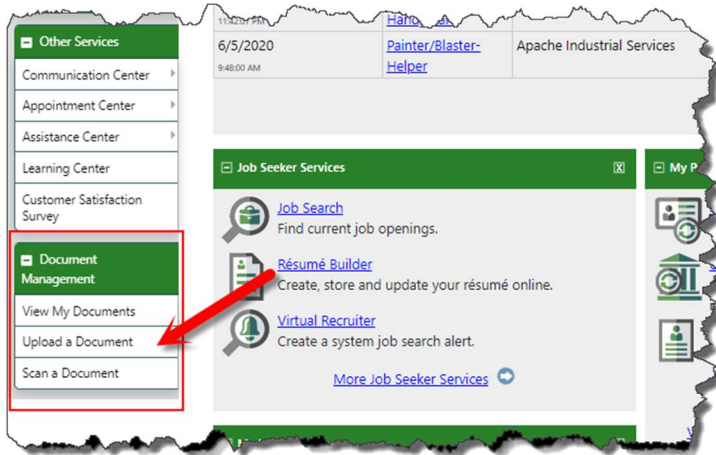 Other Services
Communication Center
Appointment Center
Assistance Center
Learning Center
Customer Satisfaction
Survey
Document
Management
View My Documents
Upload a Document
Scan a Document
6/5/2020
Painter/Blaster-
Apache Industrial Services
9:48:00 AM
Helper
Job Seeker Services
My P
Job Search
Find current job openings.
Résumé Builder
Create, store and update your résumé online.
Virtual Recruiter
Create a system job search alert.
More Job Seeker Services